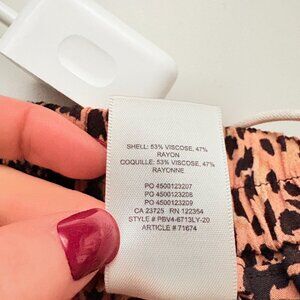 SHELL: 53% VISCOSE, 47%
RAYON
COQUILLE: 53% VISCOSE, 47%
RAYONNE
PO 4500123207
PO 4500123208
PO 4500123209
CA 23725 RN 122354
STYLE # PBV4-6713LY-20
ARTICLE # 71674